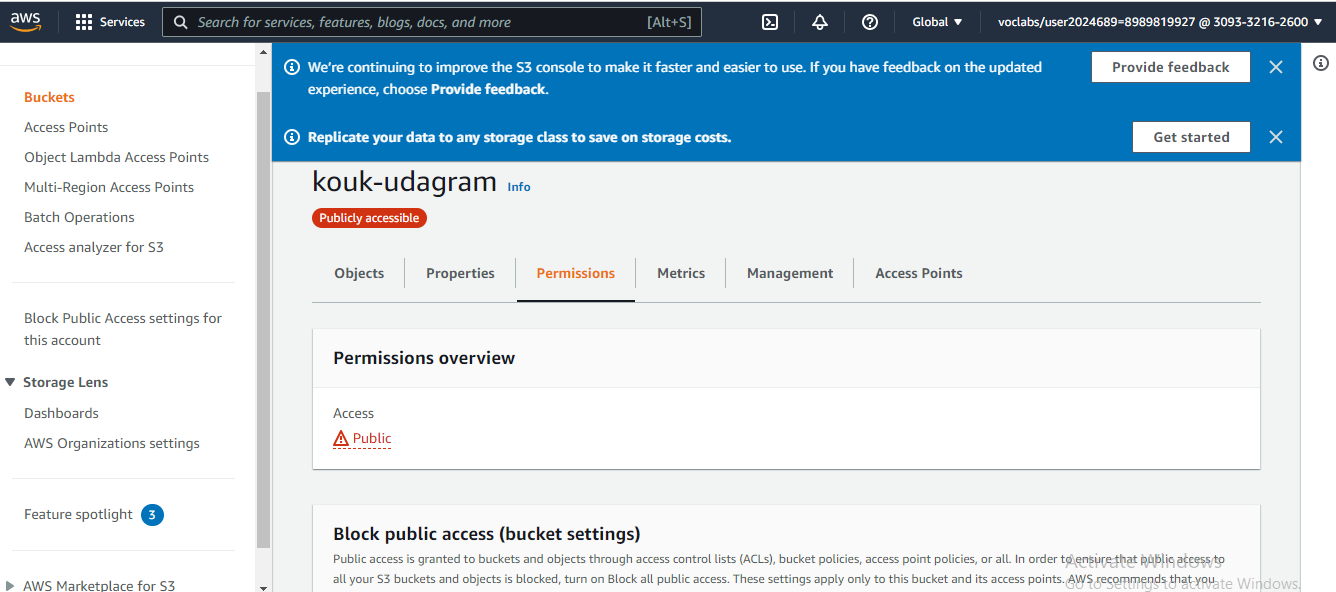 aws
Services
Search for services, features, blogs, docs, and more
[Alt+S]
Global
voclabs/user2024689=8989819927 @ 3093-3216-2600
Buckets
Access Points
Object Lambda Access Points
Multi-Region Access Points
Batch Operations
Access analyzer for S3
Block Public Access settings for
this account
Storage Lens
Dashboards
AWS Organizations settings
Feature spotlight 3
AWS Marketplace for S3
We're continuing to improve the S3 console to make it faster and easier to use. If you have feedback on the updated
experience, choose Provide feedback.
Provide feedback
Replicate your data to any storage class to save on storage costs.
Get started
kouk-udagram Info
Publicly accessible
Objects
Properties
Permissions
Metrics
Management
Access Points
Permissions overview
Access
Public
Block public access (bucket settings)
Public access is granted to buckets and objects through access control lists (ACLs), bucket policies, access point policies, or all. In order to ensure that public access to
all your S3 buckets and objects is blocked, turn on Block all public access. These settings apply only to this bucket and its access points. AWS recommends that you
Activate Windows
Go to Settings to activate Windows.